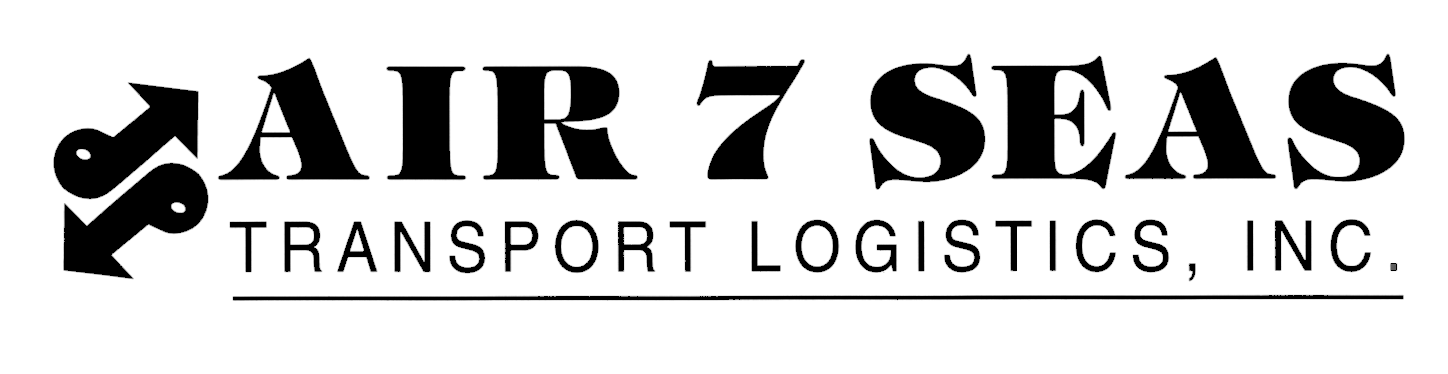 AIR 7 SEAS
TRANSPORT LOGISTICS, INC.